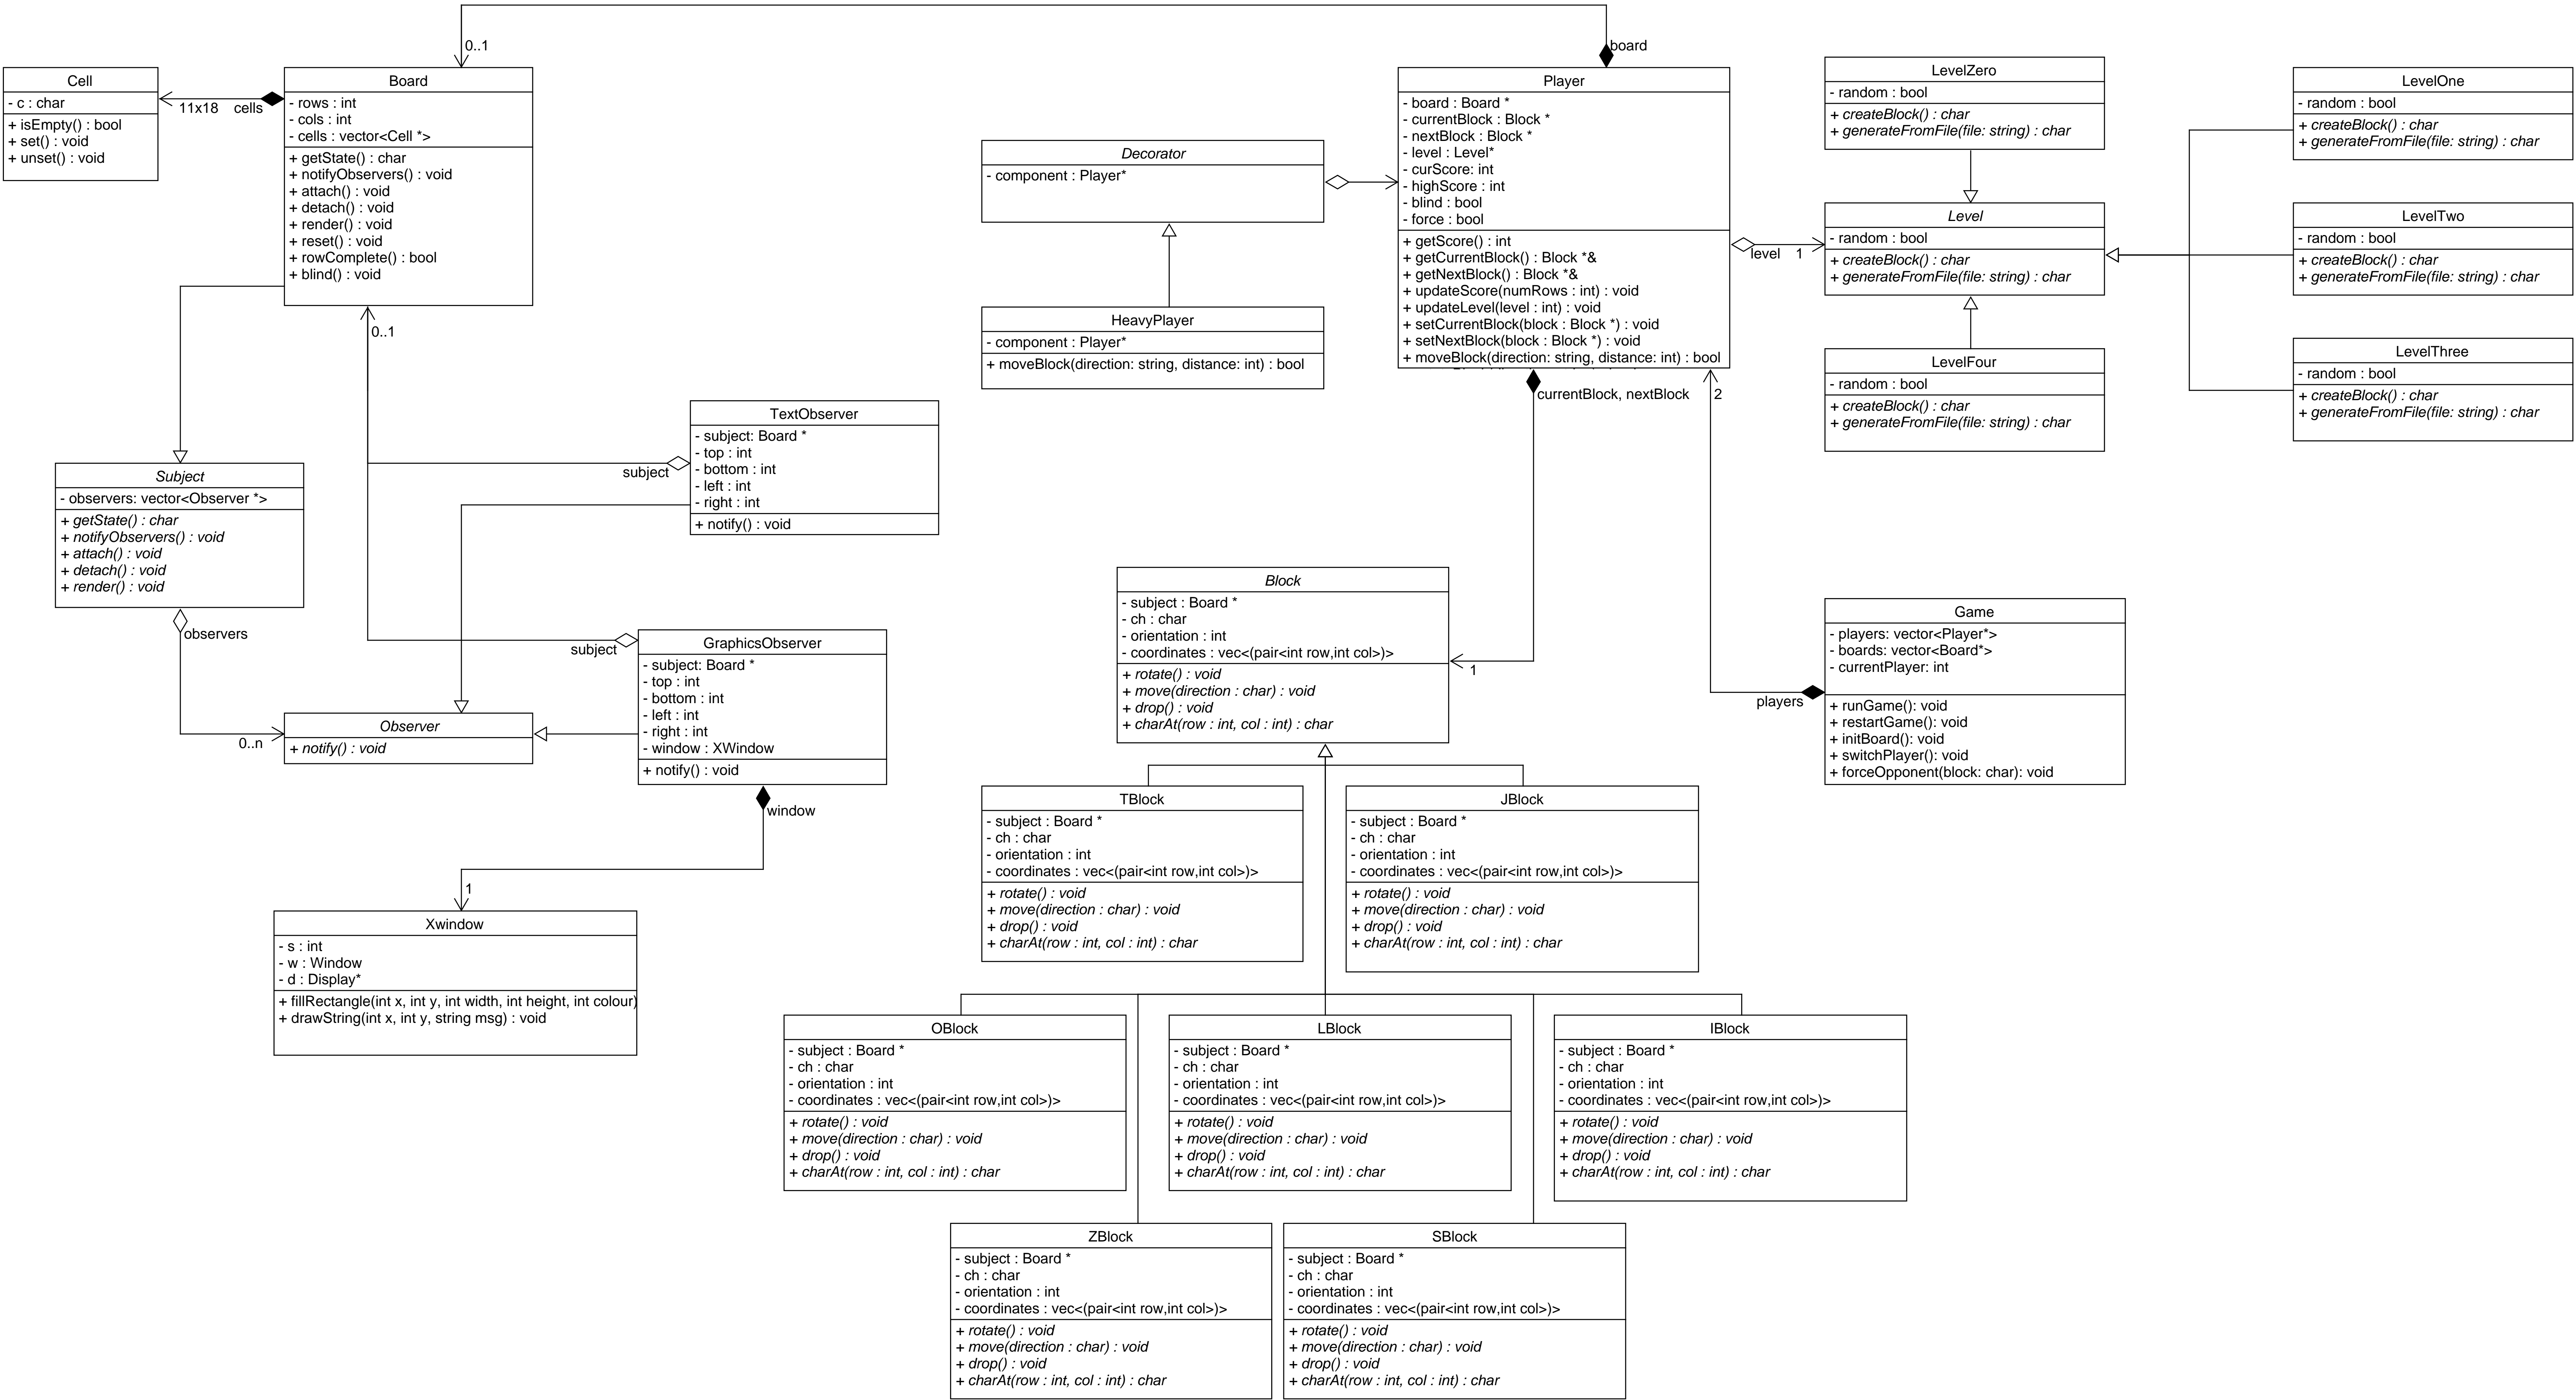 0..1
board
Cell
- c : char
+ isEmpty() : bool
+ set() : void
+ unset() : void
11x18 cells
Board
- rows : int
- cols : int
- cells : vector<Cell *>
+ getState() : char
+ notifyObservers() : void
+ attach() : void
+ detach() : void
+ render() : void
+ reset() : void
+ rowComplete() : bool
+ blind() : void
0..1
Decorator
- component : Player*
HeavyPlayer
- component : Player*
+ moveBlock(direction: string, distance: int) : bool
Player
- board : Board *
- currentBlock : Block *
- nextBlock : Block *
- level : Level*
- curScore: int
- highScore : int
- blind : bool
- force : bool
+ getScore() : int
+ getCurrentBlock() : Block *&
+ getNextBlock() : Block *&
+ updateScore(numRows : int) : void
+ updateLevel(level : int) : void
+ setCurrentBlock(block : Block *) : void
+ setNextBlock(block : Block *) : void
+ moveBlock(direction: string, distance: int) : bool
currentBlock, nextBlock
2
level 1
LevelZero
- random : bool
+ createBlock() : char
+ generateFromFile(file: string) : char
Level
- random : bool
+ createBlock() : char
+ generateFromFile(file: string) : char
LevelFour
- random : bool
+ createBlock() : char
+ generateFromFile(file: string) : char
LevelOne
- random : bool
+ createBlock() : char
+ generateFromFile(file: string) : char
LevelTwo
- random : bool
+ createBlock() : char
+ generateFromFile(file: string) : char
LevelThree
- random : bool
+ createBlock() : char
+ generateFromFile(file: string) : char
Subject
- observers: vector<Observer *>
+ getState() : char
+ notifyObservers() : void
+ attach() : void
+ detach() : void
+ render() : void
observers
0..n
TextObserver
- subject: Board *
- top : int
- bottom : int
- left : int
- right : int
+ notify() : void
subject
GraphicsObserver
- subject: Board *
- top : int
- bottom : int
- left : int
- right : int
- window : XWindow
+ notify() : void
subject
window
Observer
+ notify() : void
1
Xwindow
- s : int
- w : Window
- d : Display*
+ fillRectangle(int x, int y, int width, int height, int colour)
+ drawString(int x, int y, string msg) : void
Block
- subject : Board *
- ch : char
- orientation : int
- coordinates : vec<(pair<int row,int col>)>
+ rotate() : void
+ move(direction : char) : void
+ drop() : void
+ charAt(row : int, col : int) : char
1
Game
- players: vector<Player*>
- boards: vector<Board*>
- currentPlayer: int
+ runGame(): void
+ restartGame(): void
+ initBoard(): void
+ switchPlayer(): void
+ forceOpponent(block: char): void
players
TBlock
- subject : Board *
- ch : char
- orientation : int
- coordinates : vec<(pair<int row,int col>)>
+ rotate() : void
+ move(direction : char) : void
+ drop() : void
+ charAt(row : int, col : int) : char
JBlock
- subject : Board *
- ch : char
- orientation : int
- coordinates : vec<(pair<int row,int col>)>
+ rotate() : void
+ move(direction : char) : void
+ drop() : void
+ charAt(row : int, col : int) : char
OBlock
- subject : Board *
- ch : char
- orientation : int
- coordinates : vec<(pair<int row,int col>)>
+ rotate() : void
+ move(direction : char) : void
+ drop() : void
+ charAt(row : int, col : int) : char
LBlock
- subject : Board *
- ch : char
- orientation : int
- coordinates : vec<(pair<int row,int col>)>
+ rotate() : void
+ move(direction : char) : void
+ drop() : void
+ charAt(row : int, col : int) : char
IBlock
- subject : Board *
- ch : char
- orientation : int
- coordinates : vec<(pair<int row,int col>)>
+ rotate() : void
+ move(direction : char) : void
+ drop() : void
+ charAt(row : int, col : int) : char
ZBlock
- subject : Board *
- ch : char
- orientation : int
- coordinates : vec<(pair<int row,int col>)>
+ rotate() : void
+ move(direction : char) : void
+ drop() : void
+ charAt(row : int, col : int) : char
SBlock
- subject : Board *
- ch : char
- orientation : int
- coordinates : vec<(pair<int row,int col>)>
+ rotate() : void
+ move(direction : char) : void
+ drop() : void
+ charAt(row : int, col : int) : char